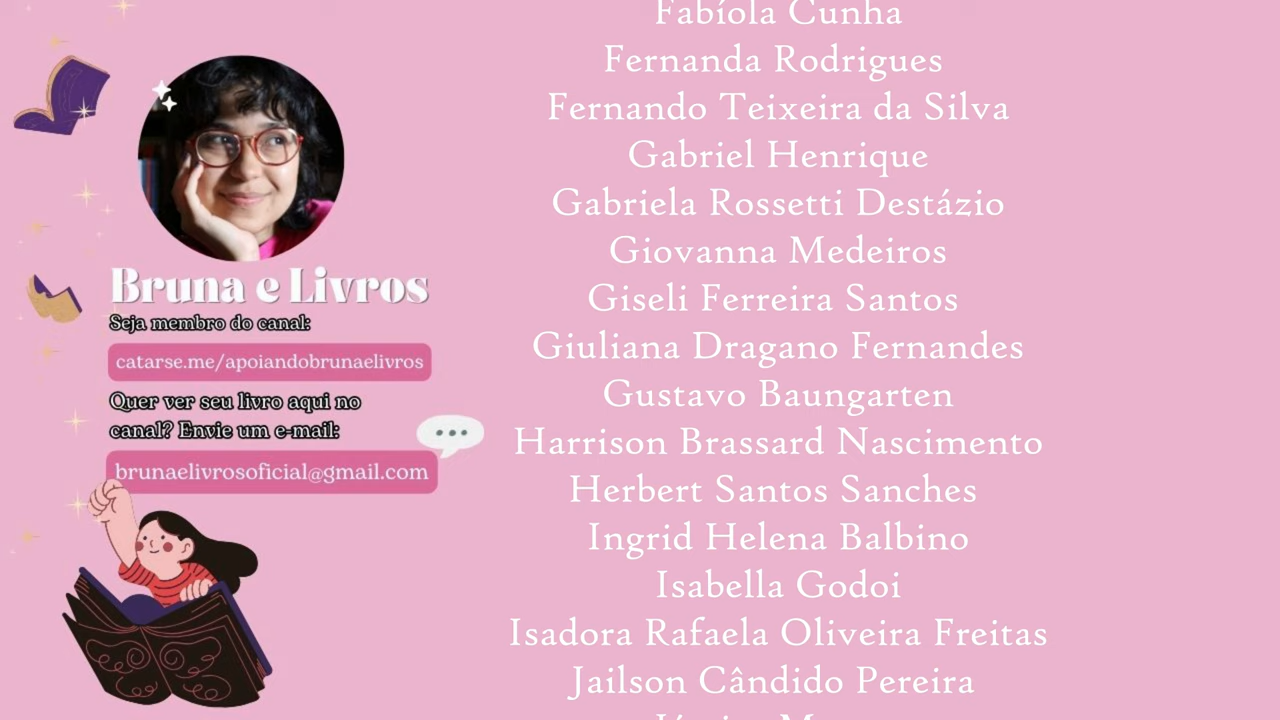 Bruna e Livros
Seja membro do canal:
catarse.me/apoiandobrunaelivros
Quer ver seu livro aqui no
canal? Envie um e-mail:
brunaelivrosoficial@gmail.com
Fabíola Cunha
Fernanda Rodrigues
Fernando Teixeira da Silva
Gabriel Henrique
Gabriela Rossetti Destázio
Giovanna Medeiros
Giseli Ferreira Santos
Giuliana Dragano Fernandes
Gustavo Baungarten
Harrison Brassard Nascimento
Herbert Santos Sanches
Ingrid Helena Balbino
Isabella Godoi
Isadora Rafaela Oliveira Freitas
Jailson Cândido Pereira